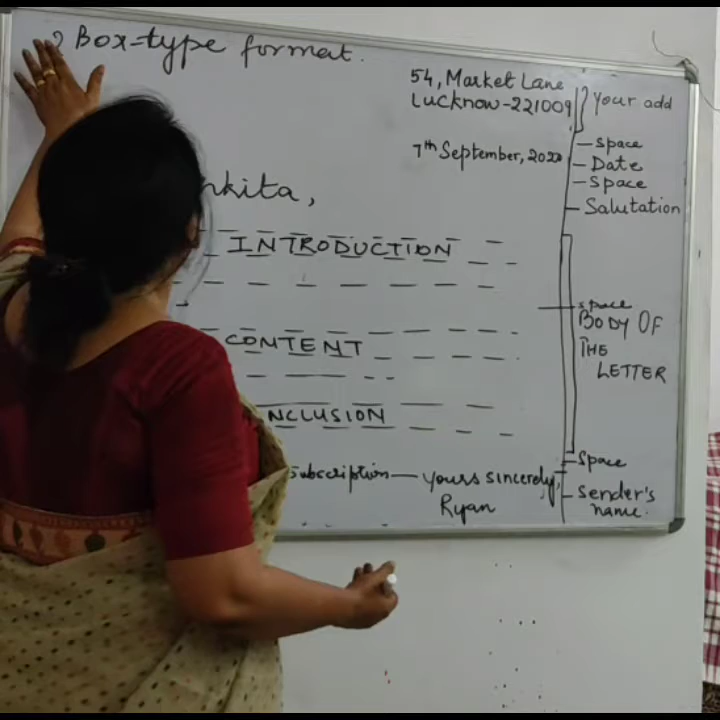 Box-type format.
54, Market Lane
Lucknow-221009
Your add
7th September, 2020
-Space
-Date
-Space
-Salutation
nkita,
INTRODUCTION
space
BODY OF
THE
LETTER
CONTENT
NCLUSION
-Space
Subscription - Yours sincerely,
Ryan
-Sender's
name.